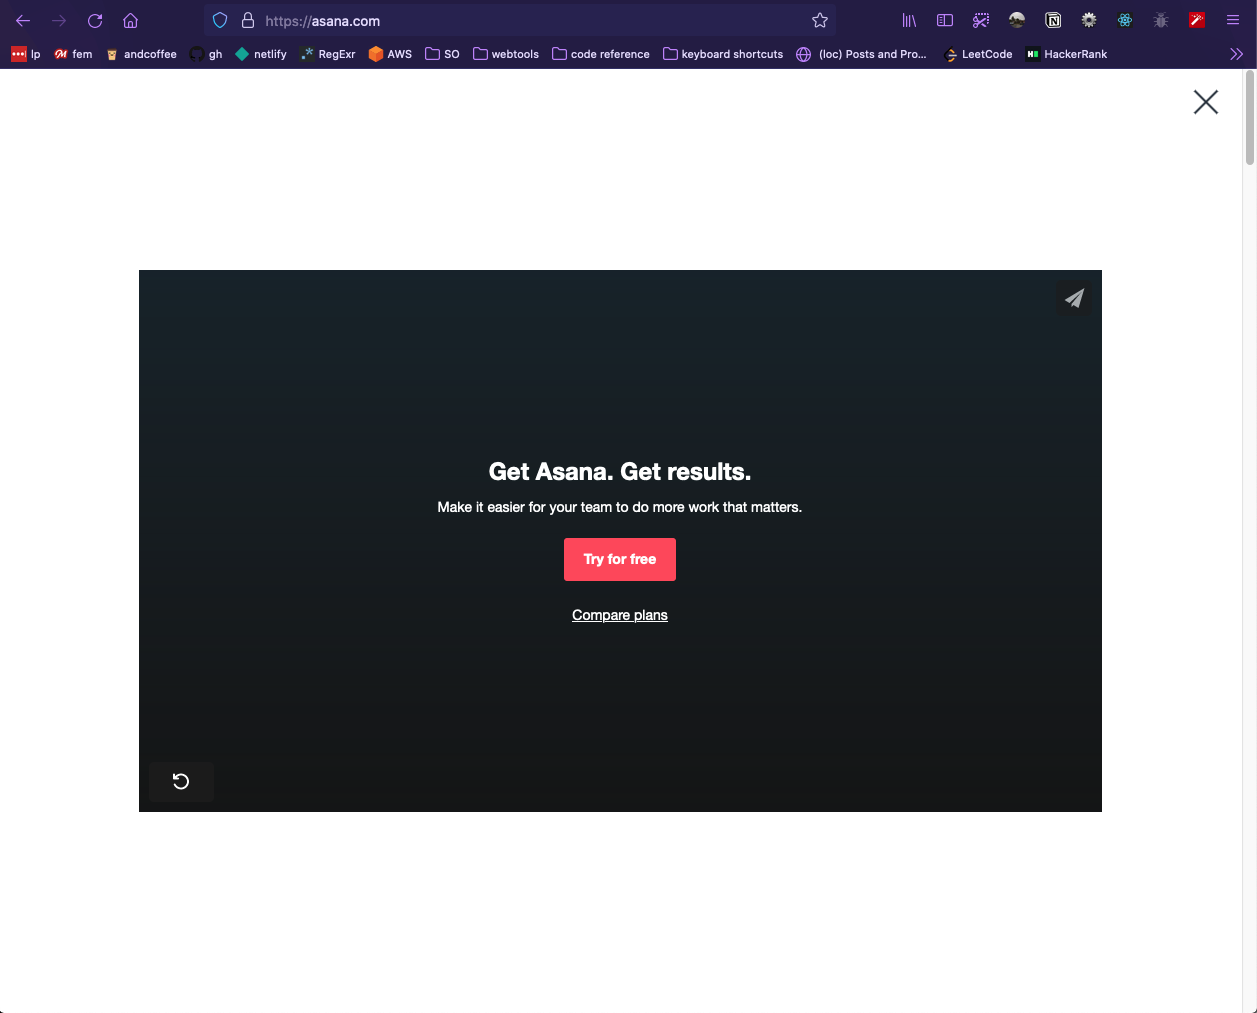 https://asana.com
lp fem andcoffee gh netlify RegExr AWS SO webtools code reference keyboard shortcuts (loc) Posts and Pro... LeetCode HackerRank
Get Asana. Get results.
Make it easier for your team to do more work that matters.
Try for free
Compare plans